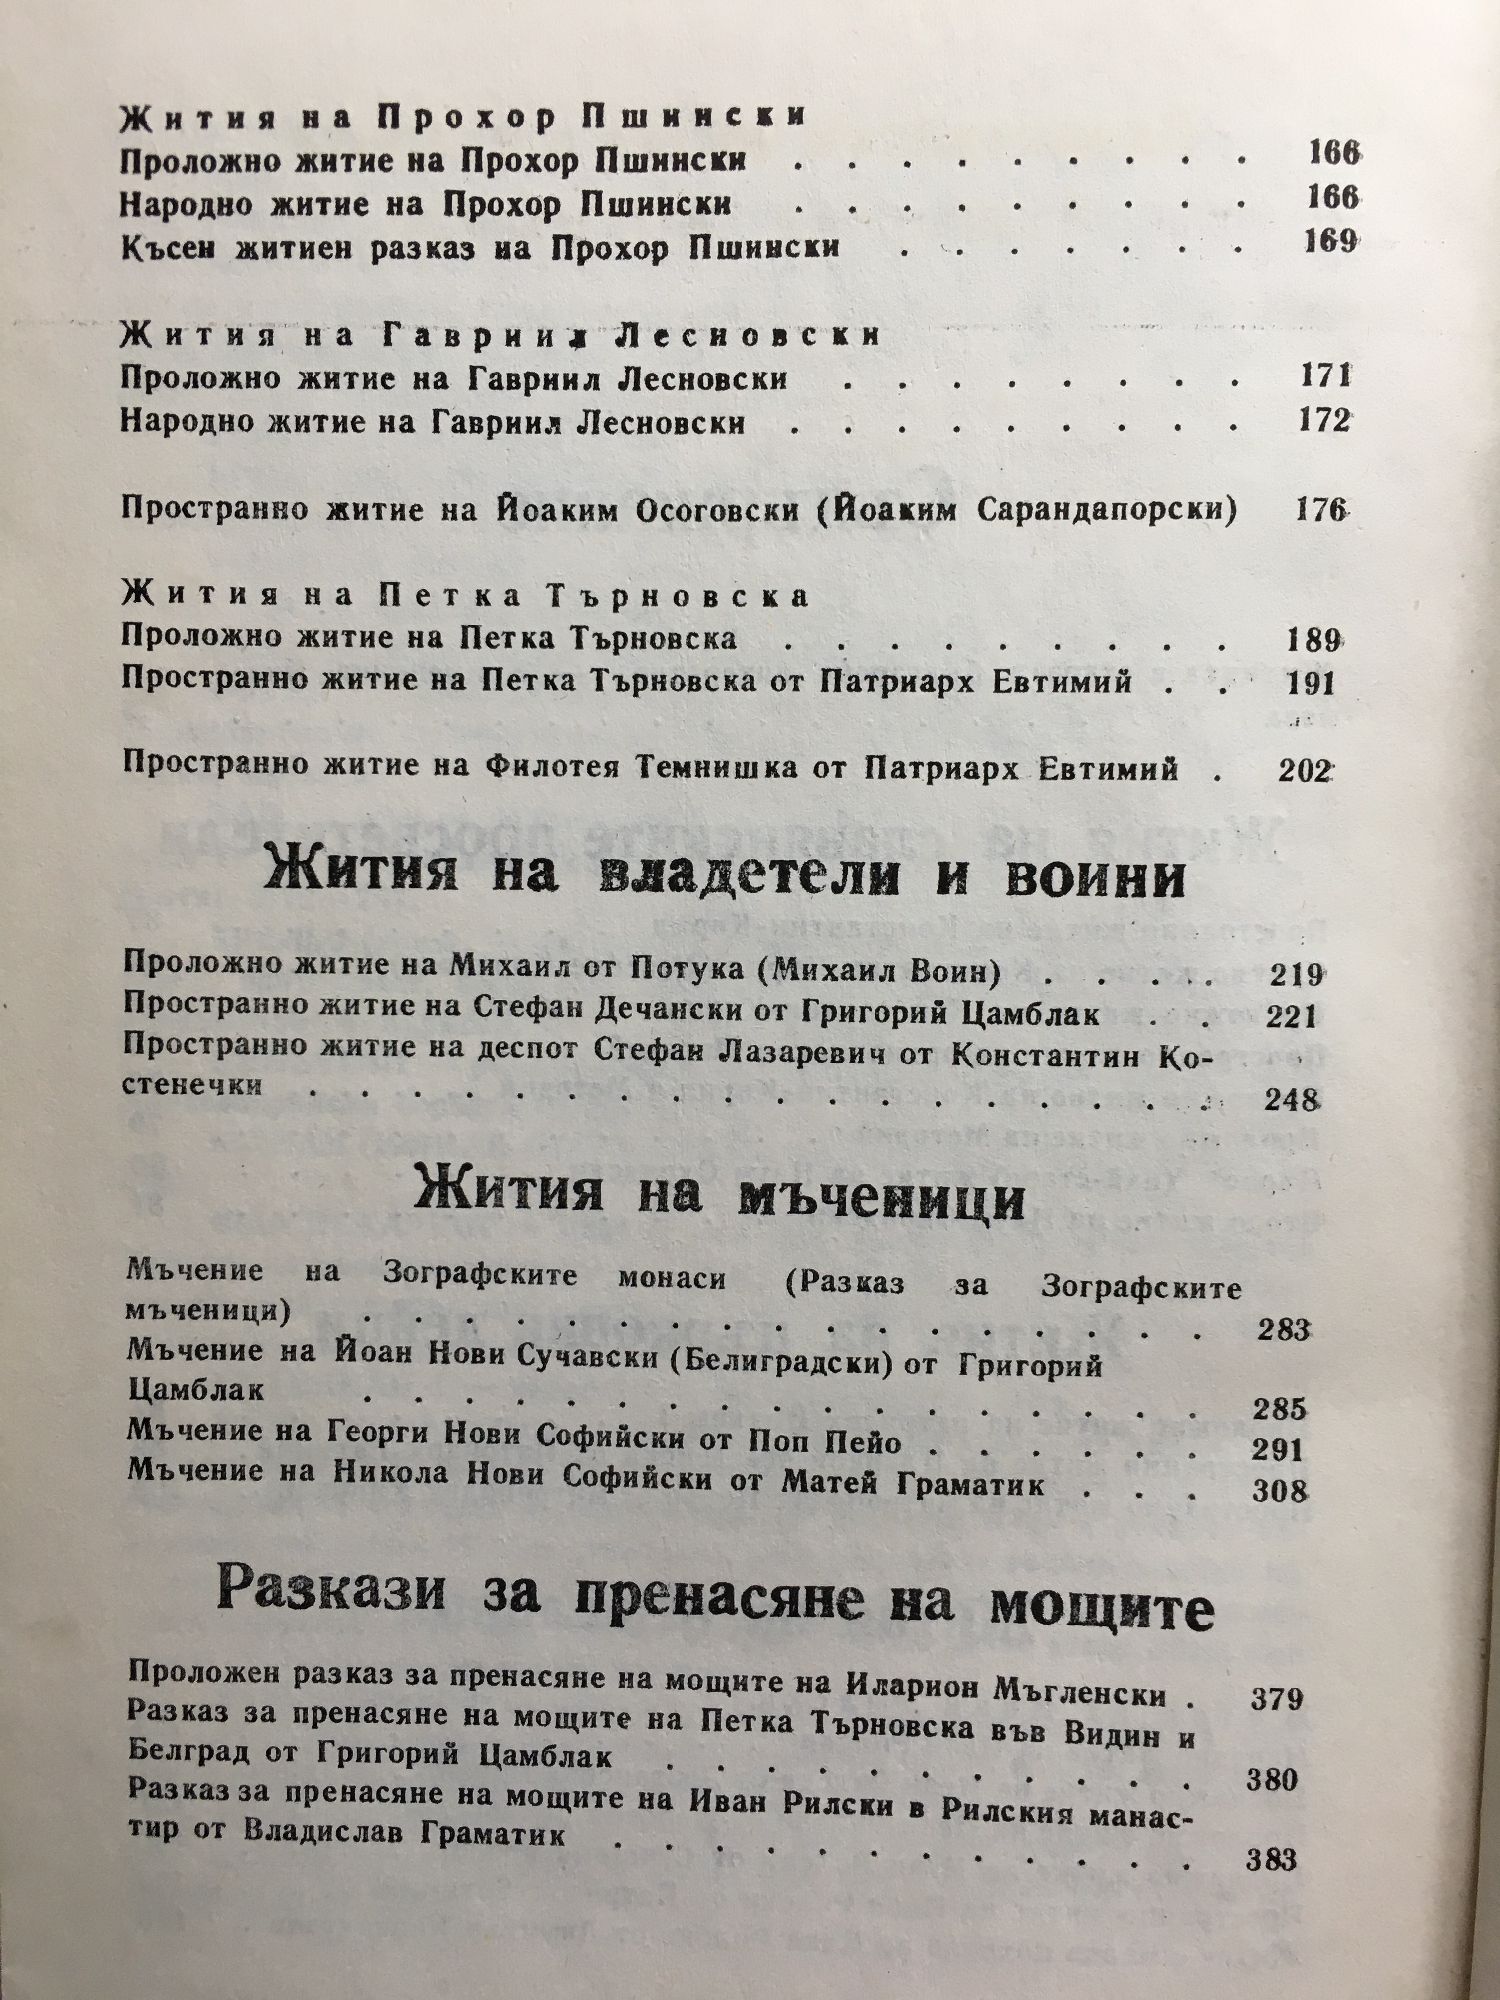 Жития на Прохор Пшински
Проложно житие на Прохор Пшински . . . . . . . . . 166
Народно житие на Прохор Пшински . . . . . . . . . 166
Късен житиен разказ на Прохор Пшински . . . . . . . 169
Жития на Гавриил Лесновски
Проложно житие на Гавриил Лесновски . . . . . . . . 171
Народно житие на Гавриил Лесновски . . . . . . . . . 172
Пространно житие на Йоаким Осоговски (Йоаким Сарандапорски) 176
Жития на Петка Търновска
Проложно житие на Петка Търновска . . . . . . . . . 189
Пространно житие на Петка Търновска от Патриарх Евтимий . . 191
Пространно житие на Филотея Темнишка от Патриарх Евтимий . 202
Жития на владетели и воини
Проложно житие на Михаил от Потука (Михаил Воин) . . . . 219
Пространно житие на Стефан Дечански от Григорий Цамблак . . 221
Пространно житие на деспот Стефан Лазаревич от Константин Ко-
стенечки . . . . . . . . . . . . . . . . . . 248
Жития на мъченици
Мъчение на Зографските монаси (Разказ за Зографските
мъченици) . . . . . . . . . . . . . . . . . 283
Мъчение на Йоан Нови Сучавски (Белиградски) от Григорий
Цамблак . . . . . . . . . . . . . . . . . 285
Мъчение на Георги Нови Софийски от Поп Пейо . . . . . . 291
Мъчение на Никола Нови Софийски от Матей Граматик . . . 308
Разкази за пренасяне на мощите
Проложен разказ за пренасяне на мощите на Иларион Мъгленски . 379
Разказ за пренасяне на мощите на Петка Търновска във Видин и
Белград от Григорий Цамблак . . . . . . . . . . . 380
Разказ за пренасяне на мощите на Иван Рилски в Рилския манас-
тир от Владислав Граматик . . . . . . . . . . . . 383